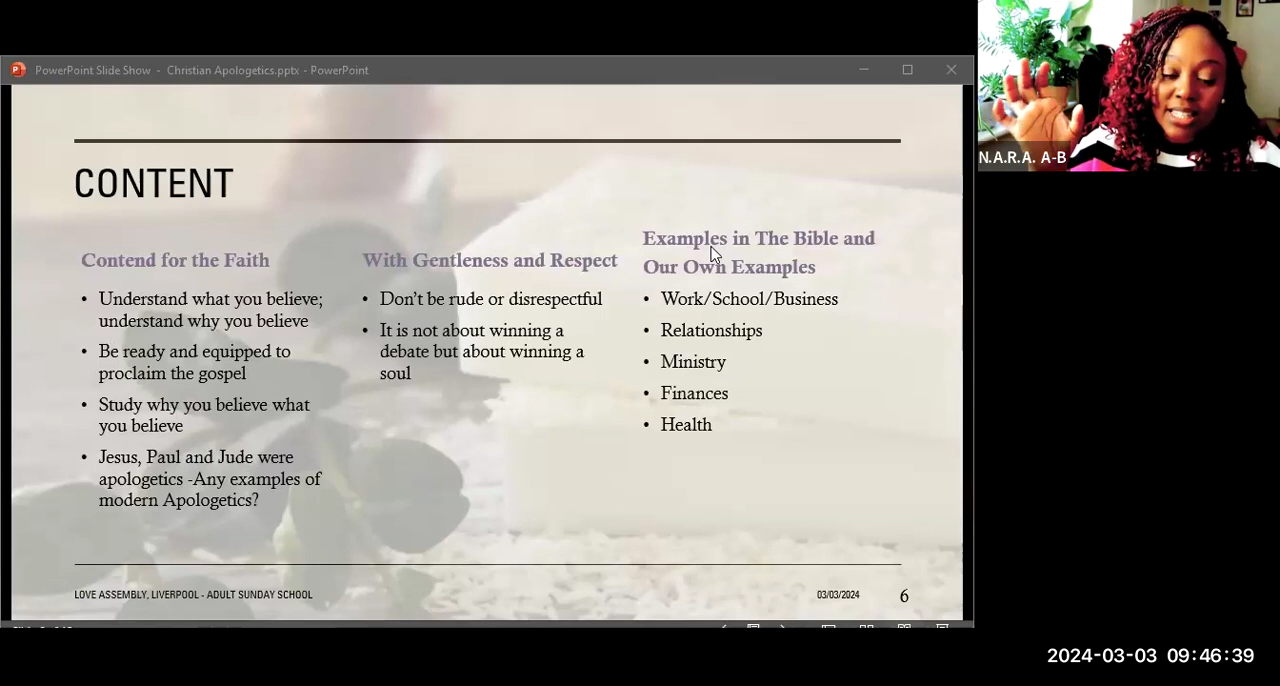 PowerPoint Slide Show - Christian Apologetics.pptx - PowerPoint
N.A.R.A. A-B
CONTENT
Contend for the Faith
• Understand what you believe;
understand why you believe
• Be ready and equipped to
proclaim the gospel
• Study why you believe what
you believe
• Jesus, Paul and Jude were
apologetics -Any examples of
modern Apologetics?
With Gentleness and Respect
• Don't be rude or disrespectful
• It is not about winning a
debate but about winning a
soul
Examples in The Bible and
Our Own Examples
• Work/School/Business
• Relationships
• Ministry
• Finances
• Health
LOVE ASSEMBLY, LIVERPOOL - ADULT SUNDAY SCHOOL
03/03/2024
6
2024-03-03 09:46:39